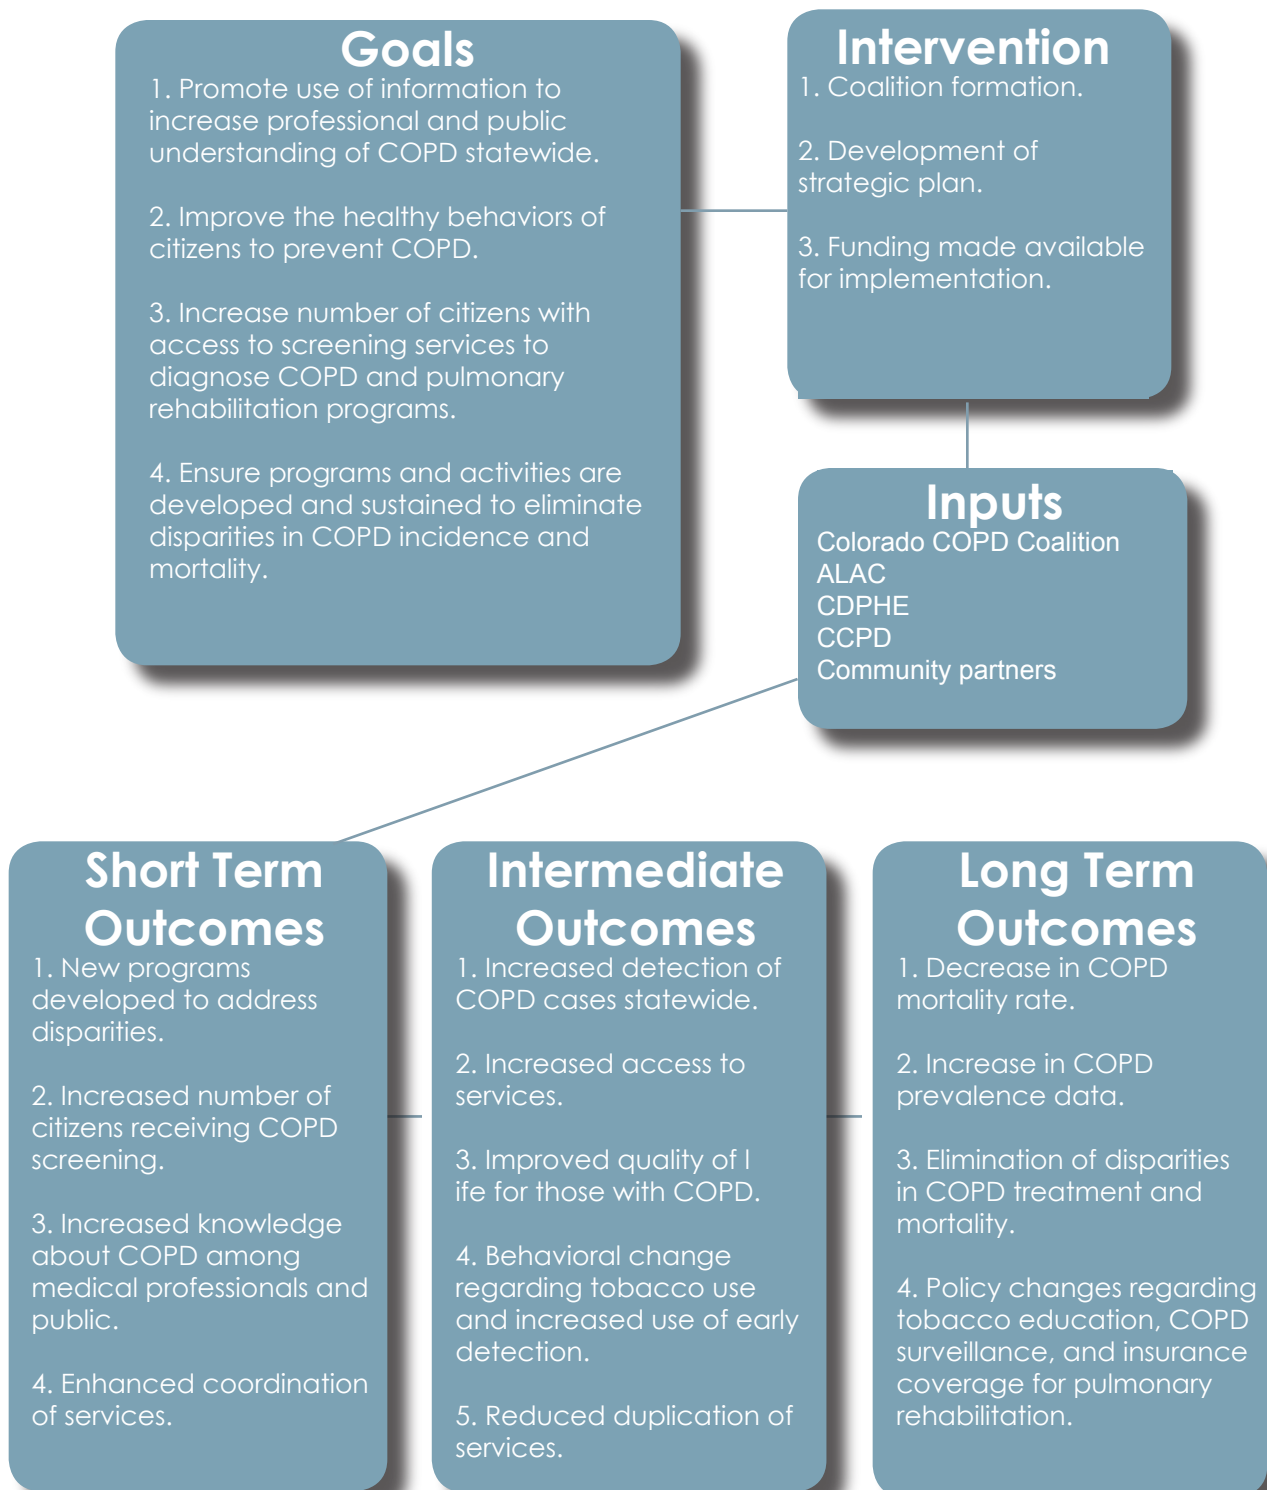 Goals
1. Promote use of information to
increase professional and public
understanding of COPD statewide.
2. Improve the healthy behaviors of
citizens to prevent COPD.
3. Increase number of citizens with
access to screening services to
diagnose COPD and pulmonary
rehabilitation programs.
4. Ensure programs and activities are
developed and sustained to eliminate
disparities in COPD incidence and
mortality.
Intervention
1. Coalition formation.
2. Development of
strategic plan.
3. Funding made available
for implementation.
Inputs
Colorado COPD Coalition
ALAC
CDPHE
CCPD
Community partners
Short Term
Outcomes
1. New programs
developed to address
disparities.
2. Increased number of
citizens receiving COPD
screening.
3. Increased knowledge
about COPD among
medical professionals and
public.
4. Enhanced coordination
of services.
Intermediate
Outcomes
1. Increased detection of
COPD cases statewide.
2. Increased access to
services.
3. Improved quality of l
ife for those with COPD.
4. Behavioral change
regarding tobacco use
and increased use of early
detection.
5. Reduced duplication of
services.
Long Term
Outcomes
1. Decrease in COPD
mortality rate.
2. Increase in COPD
prevalence data.
3. Elimination of disparities
in COPD treatment and
mortality.
4. Policy changes regarding
tobacco education, COPD
surveillance, and insurance
coverage for pulmonary
rehabilitation.